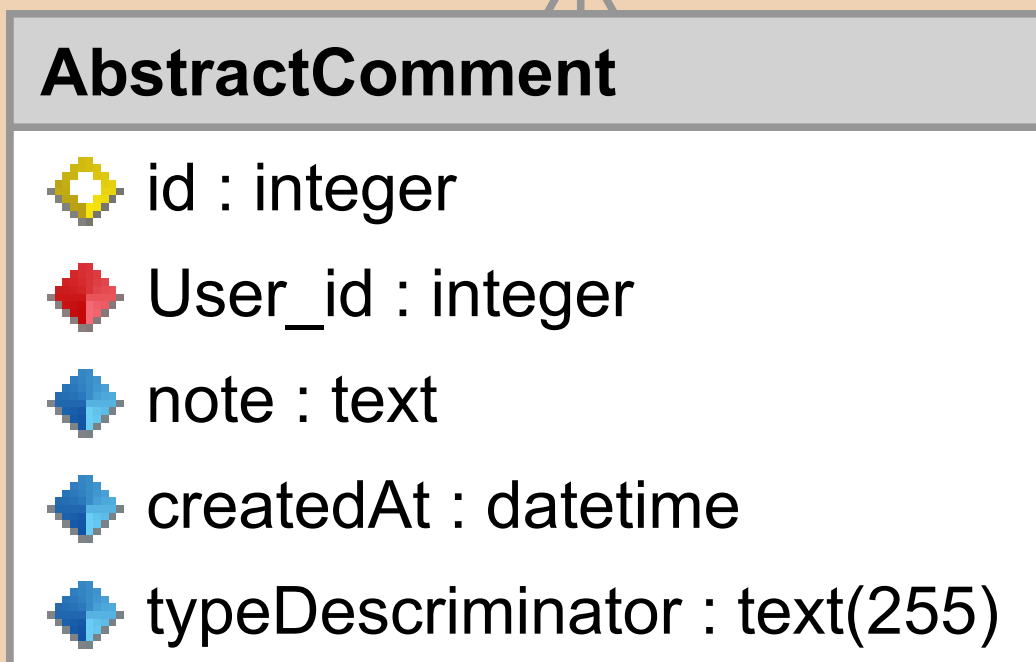 AbstractComment
id : integer
User_id : integer
note : text
createdAt : datetime
typeDescriminator : text(255)